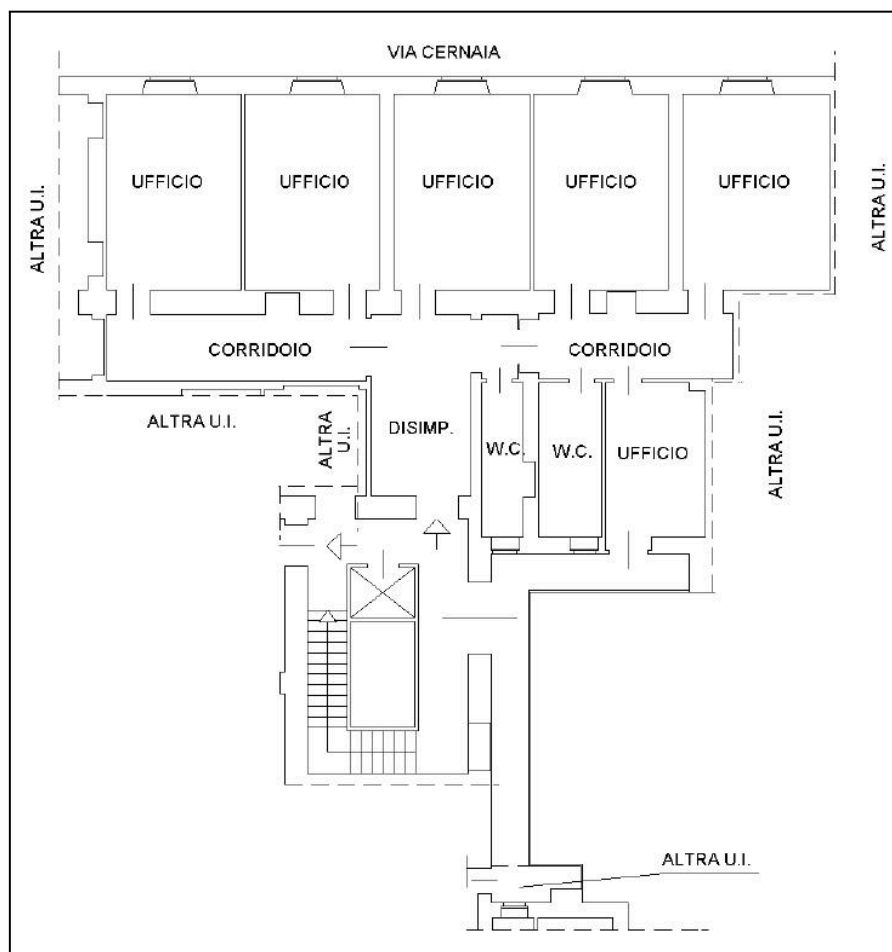 VIA CERNAIA
ALTRA U.I.
UFFICIO
UFFICIO
UFFICIO
UFFICIO
UFFICIO
ALTRA U.I.
CORRIDOIO
CORRIDOIO
ALTRA U.I.
ALTRA
U.I.
DISIMP.
W.C.
W.C.
UFFICIO
ALTRA U.I.
ALTRA U.I.